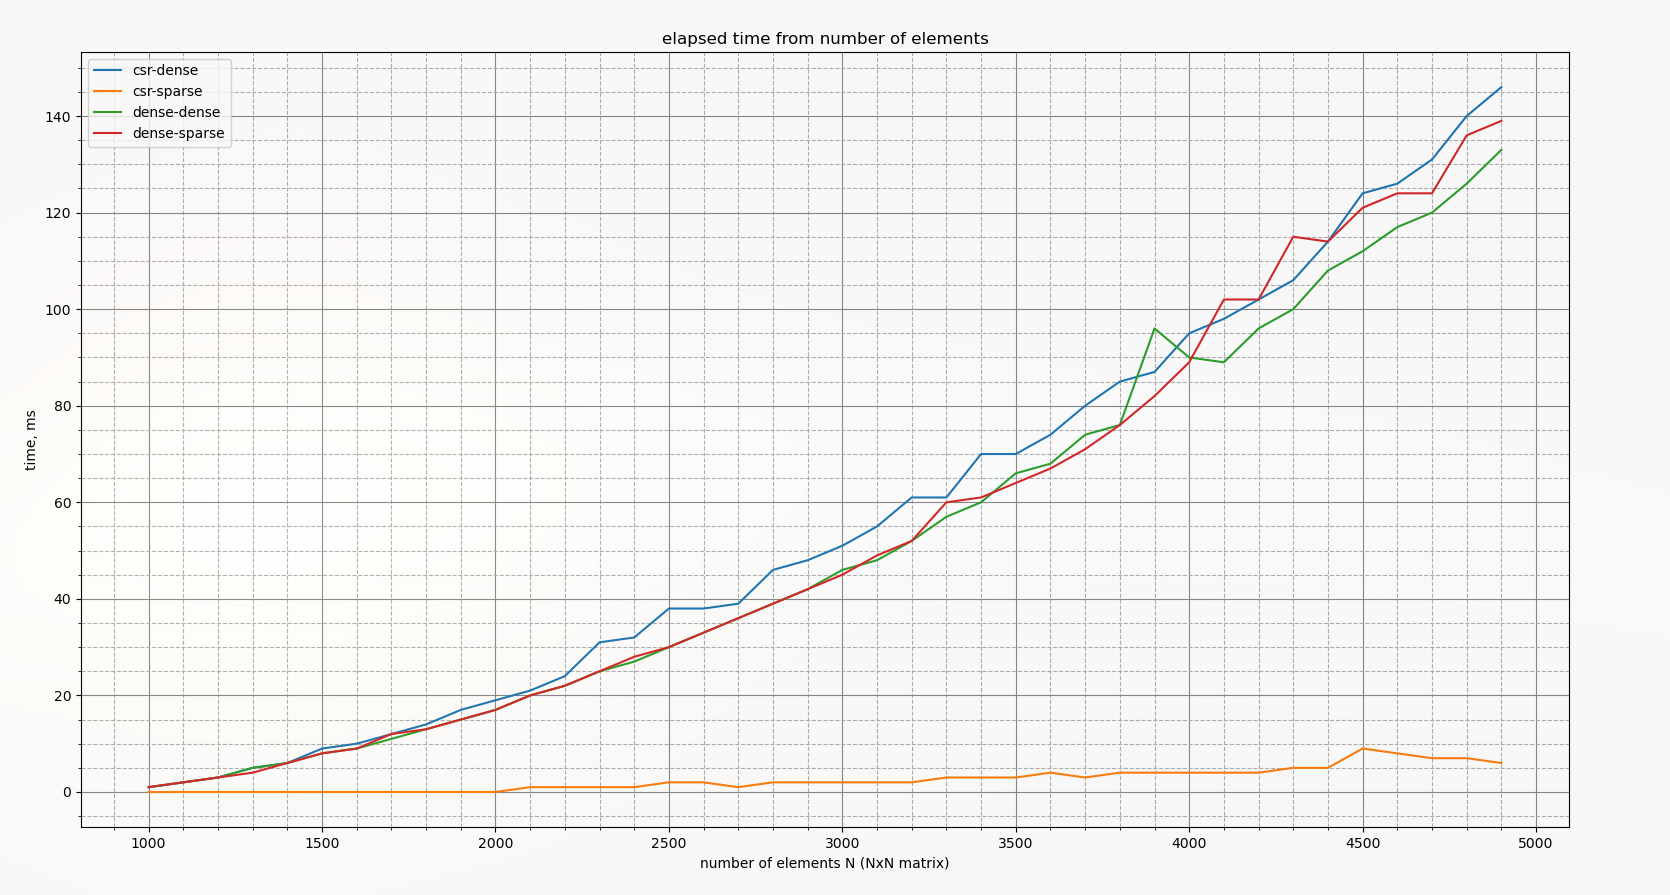 elapsed time from number of elements
csr-dense
csr-sparse
dense-dense
dense-sparse
140
120
100
80
60
40
20
0
time, ms
1000 1500 2000 2500 3000 3500 4000 4500 5000
number of elements N (NxN matrix)